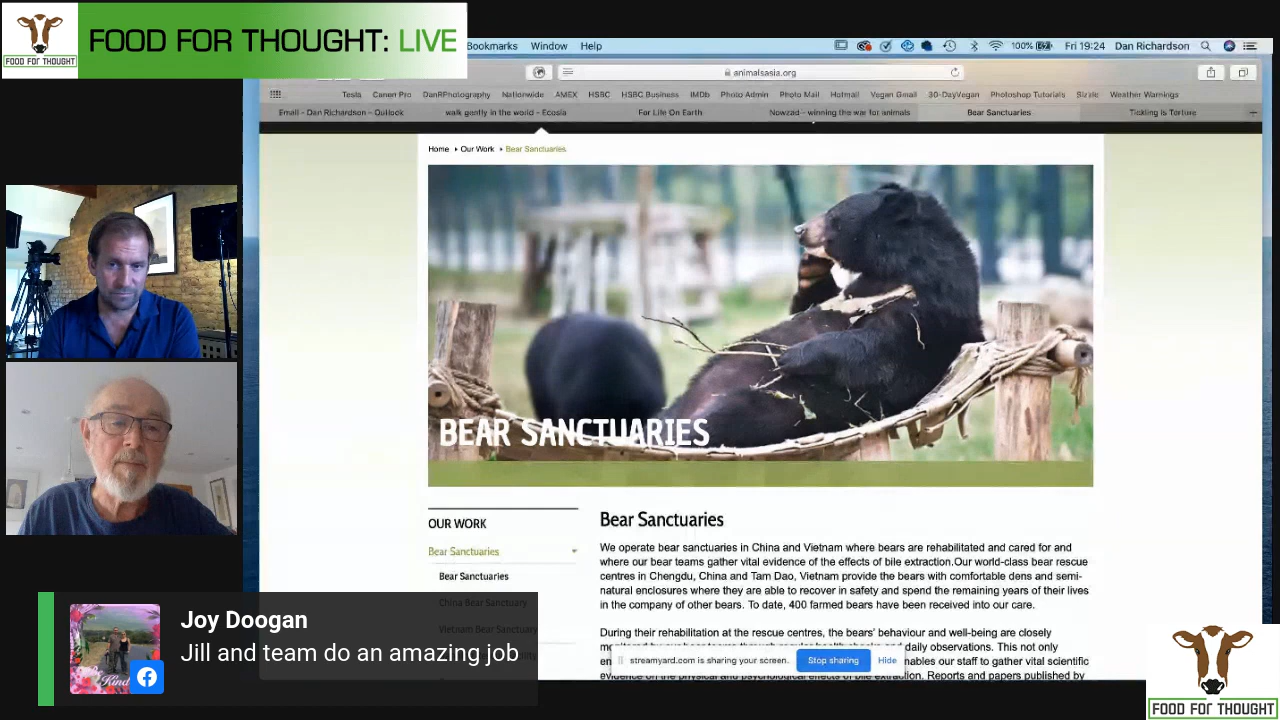 FOOD FOR THOUGHT
FOOD FOR THOUGHT: LIVE
Bookmarks Window Help
100% Fri 19:24 Dan Richardson
animalsasia.org
Tesla Canon Pro DanRPhotography Nationwide AMEX HSBC HSBC Business IMDb Photo Admin Photo Mail Hotmail Vegan Gmail 30-DayVegan Photoshop Tutorials Sizzle Weather Warnings
Email - Dan Richardson - Outlook walk gently in the world - Ecosia For Life On Earth Nowzad - winning the war for animals Bear Sanctuaries Tickling is Torture
Home Our Work Bear Sanctuaries
BEAR SANCTUARIES
OUR WORK
Bear Sanctuaries
Bear Sanctuaries
China Bear Sanctuary
Vietnam Bear Sanctuary
Bear Sanctuaries
We operate bear sanctuaries in China and Vietnam where bears are rehabilitated and cared for and
where our bear teams gather vital evidence of the effects of bile extraction.Our world-class bear rescue
centres in Chengdu, China and Tam Dao, Vietnam provide the bears with comfortable dens and semi-
natural enclosures where they are able to recover in safety and spend the remaining years of their lives
in the company of other bears. To date, 400 farmed bears have been received into our care.
During their rehabilitation at the rescue centres, the bears' behaviour and well-being are closely
daily observations. This not only
enables our staff to gather vital scientific
evidence on the physical and psychological effects of bile extraction. Reports and papers published by
streamyard.com is sharing your screen. Stop sharing Hide
Joy Doogan
Jill and team do an amazing job
Kind
FOOD FOR THOUGHT